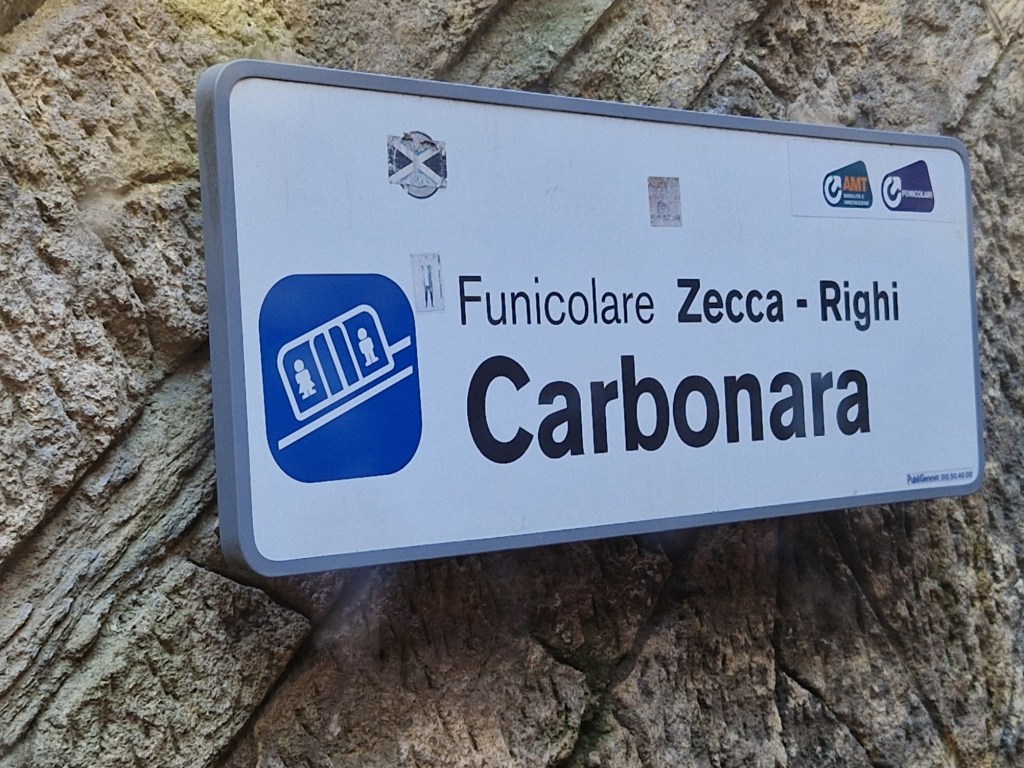 AMT
FUNICOLARI
Funicolare Zecca - Righi
Carbonara